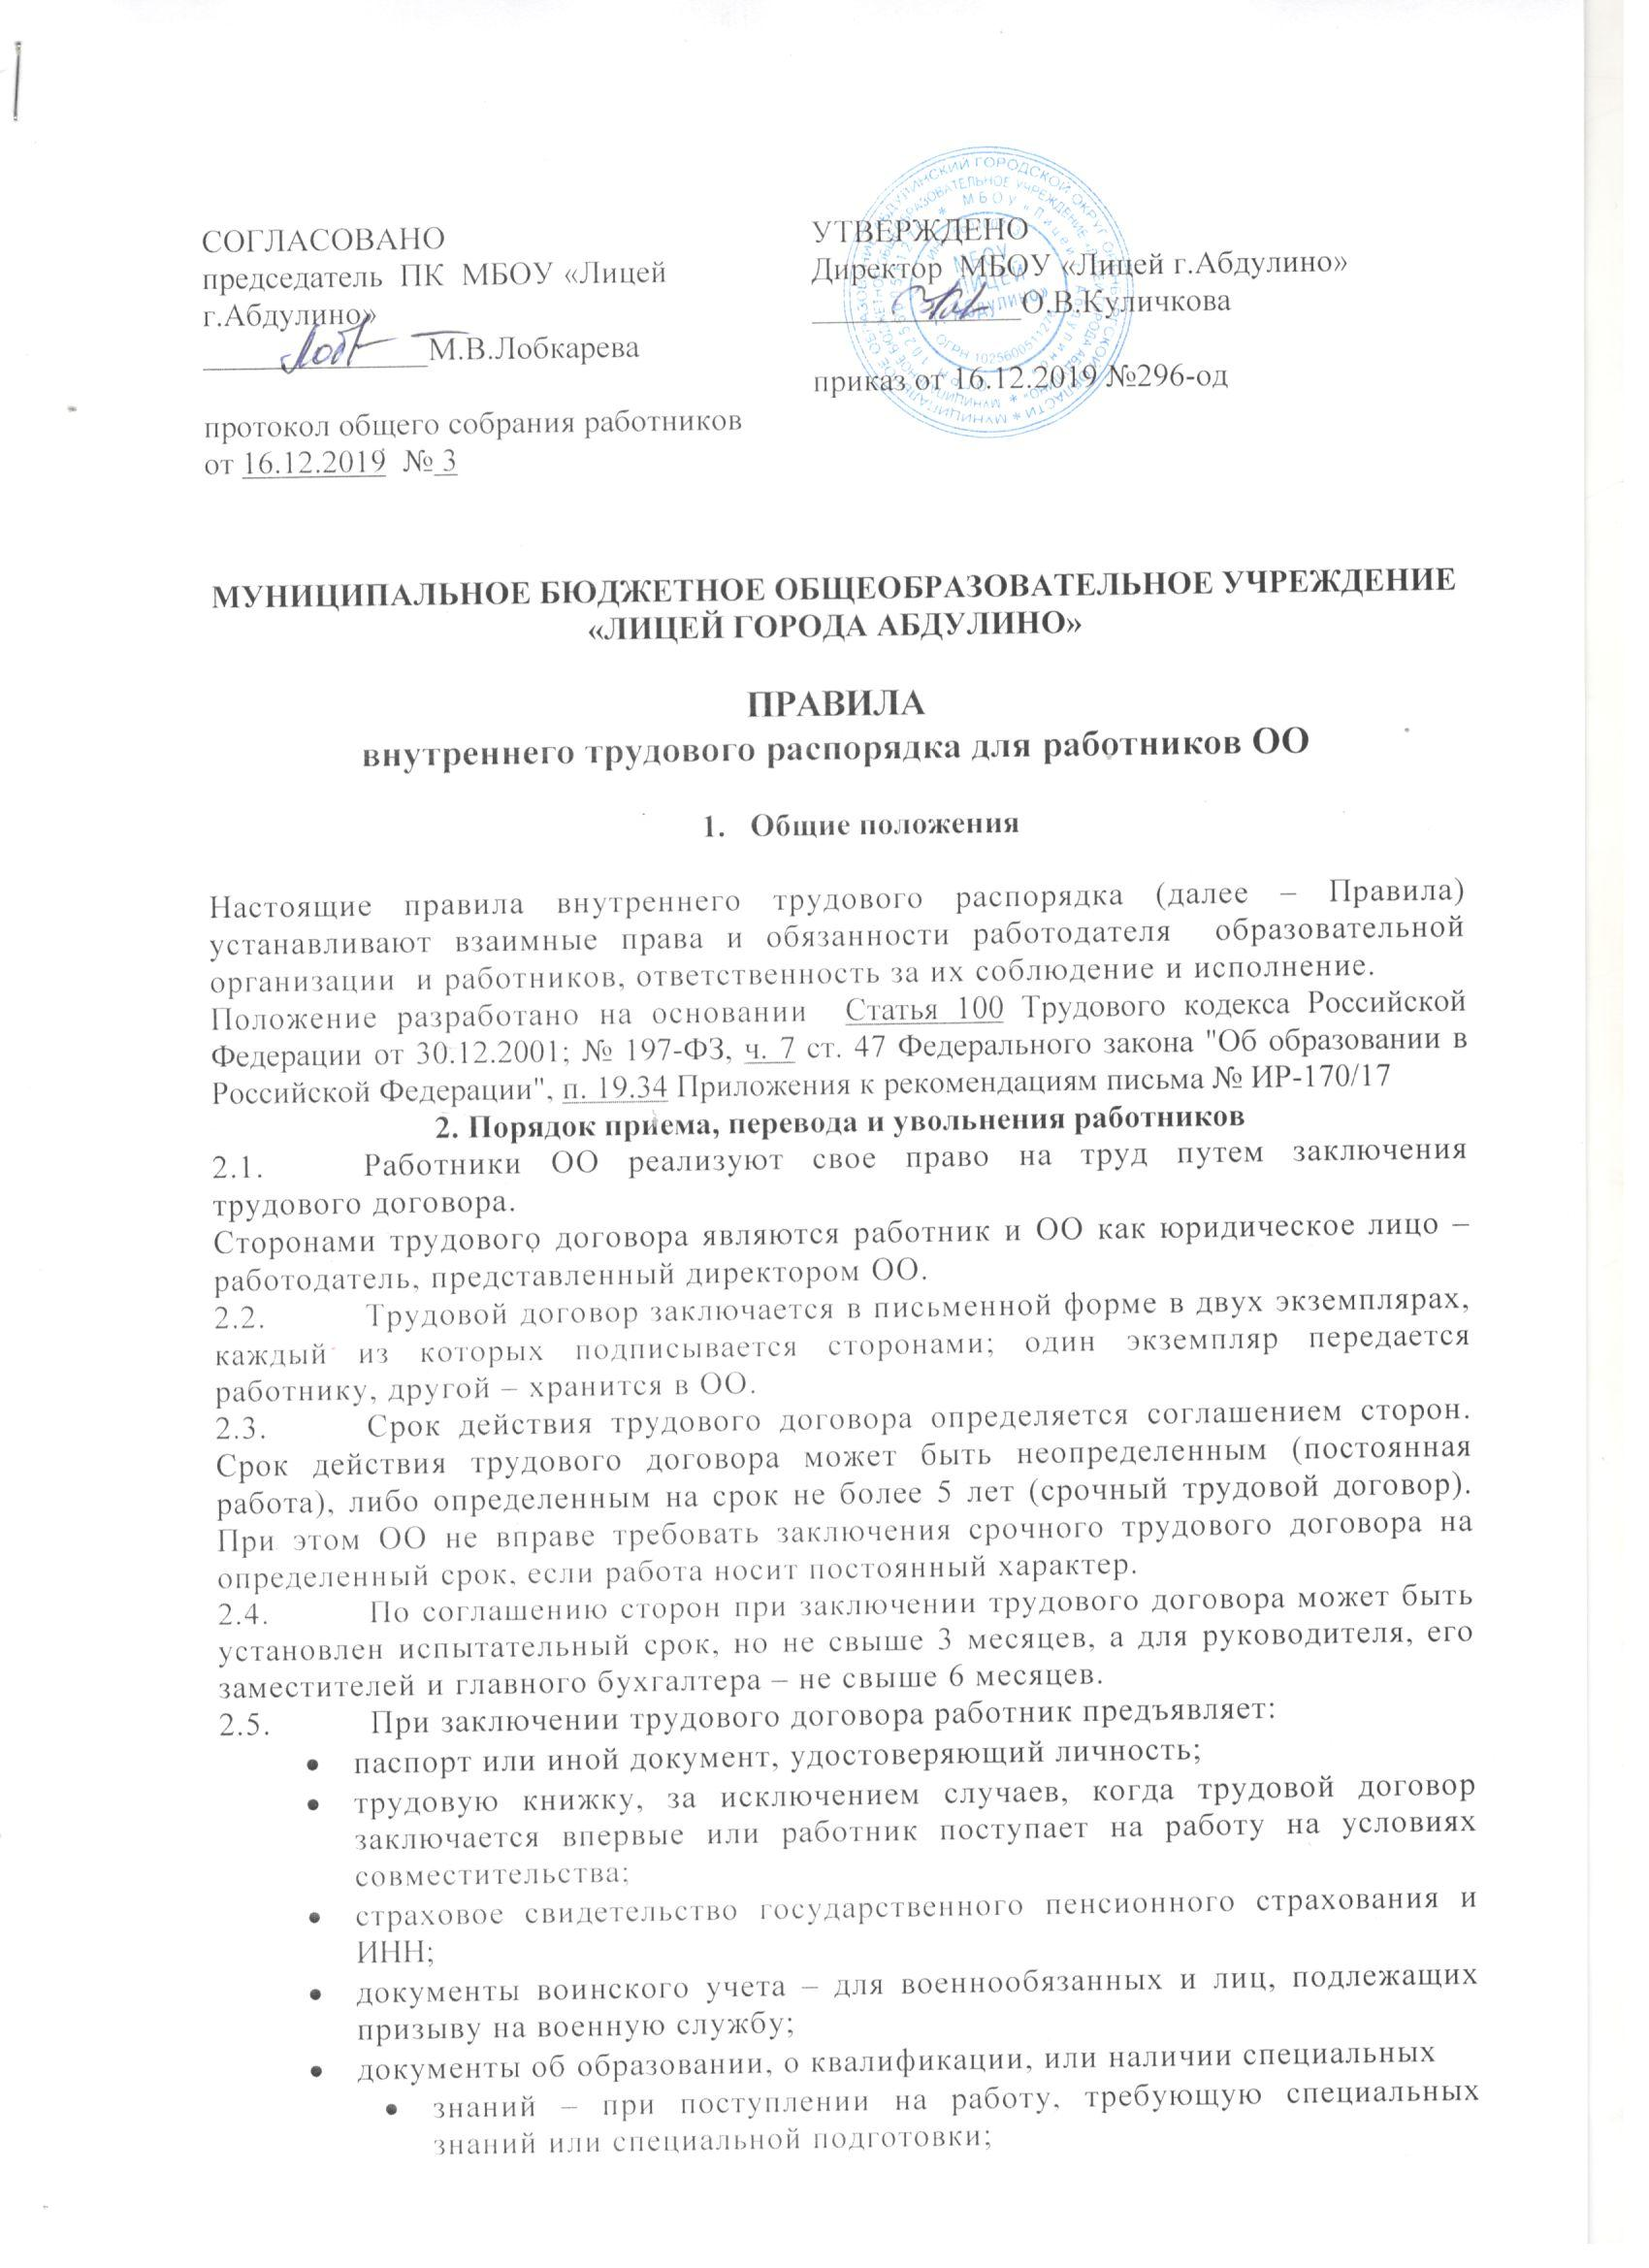 СОГЛАСОВАНО
председатель ПК МБОУ «Лицей
г.Абдулино»
М.В.Лобкарева
протокол общего собрания работников
от 16.12.2019 № 3
УТВЕРЖДЕНО
Директор МБОУ «Лицей г.Абдулино»
О.В.Куличкова
приказ от 16.12.2019 №296-од
МУНИЦИПАЛЬНОЕ БЮДЖЕТНОЕ ОБЩЕОБРАЗОВАТЕЛЬНОЕ УЧРЕЖДЕНИЕ
«ЛИЦЕЙ ГОРОДА АБДУЛИНО»
ПРАВИЛА
внутреннего трудового распорядка для работников ОО
1. Общие положения
Настоящие правила внутреннего трудового распорядка (далее – Правила)
устанавливают взаимные права и обязанности работодателя образовательной
организации и работников, ответственность за их соблюдение и исполнение.
Положение разработано на основании Статья 100 Трудового кодекса Российской
Федерации от 30.12.2001; № 197-ФЗ, ч. 7 ст. 47 Федерального закона "Об образовании в
Российской Федерации", п. 19.34 Приложения к рекомендациям письма № ИР-170/17
2. Порядок приема, перевода и увольнения работников
2.1. Работники ОО реализуют свое право на труд путем заключения
трудового договора.
Сторонами трудового договора являются работник и ОО как юридическое лицо –
работодатель, представленный директором ОО.
2.2. Трудовой договор заключается в письменной форме в двух экземплярах,
каждый из которых подписывается сторонами; один экземпляр передается
работнику, другой – хранится в ОО.
2.3. Срок действия трудового договора определяется соглашением сторон.
Срок действия трудового договора может быть неопределенным (постоянная
работа), либо определенным на срок не более 5 лет (срочный трудовой договор).
При этом ОО не вправе требовать заключения срочного трудового договора на
определенный срок, если работа носит постоянный характер.
2.4. По соглашению сторон при заключении трудового договора может быть
установлен испытательный срок, но не свыше 3 месяцев, а для руководителя, его
заместителей и главного бухгалтера – не свыше 6 месяцев.
2.5. При заключении трудового договора работник предъявляет:
• паспорт или иной документ, удостоверяющий личность;
• трудовую книжку, за исключением случаев, когда трудовой договор
заключается впервые или работник поступает на работу на условиях
совместительства;
• страховое свидетельство государственного пенсионного страхования и
ИНН;
• документы воинского учета – для военнообязанных и лиц, подлежащих
призыву на военную службу;
• документы об образовании, о квалификации, или наличии специальных
• знаний – при поступлении на работу, требующую специальных
знаний или специальной подготовки;